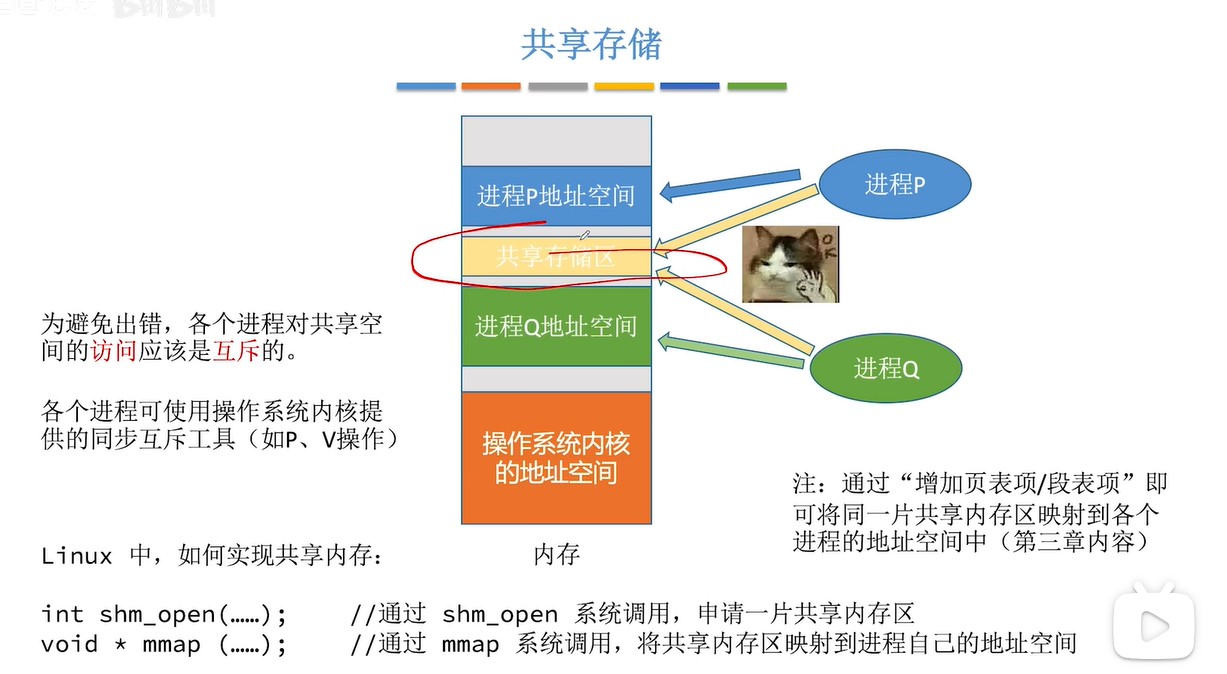 共享存储
进程P地址空间
共享存储区
进程Q地址空间
操作系统内核
的地址空间
内存
进程P
OK
进程Q
为避免出错，各个进程对共享空
间的访问应该是互斥的。
各个进程可使用操作系统内核提
供的同步互斥工具（如P、V操作）
注：通过“增加页表项/段表项”即
可将同一片共享内存区映射到各个
进程的地址空间中（第三章内容）
Linux 中，如何实现共享内存：
int shm_open(……);    //通过 shm_open 系统调用，申请一片共享内存区
void * mmap (……);    //通过 mmap 系统调用，将共享内存区映射到进程自己的地址空间